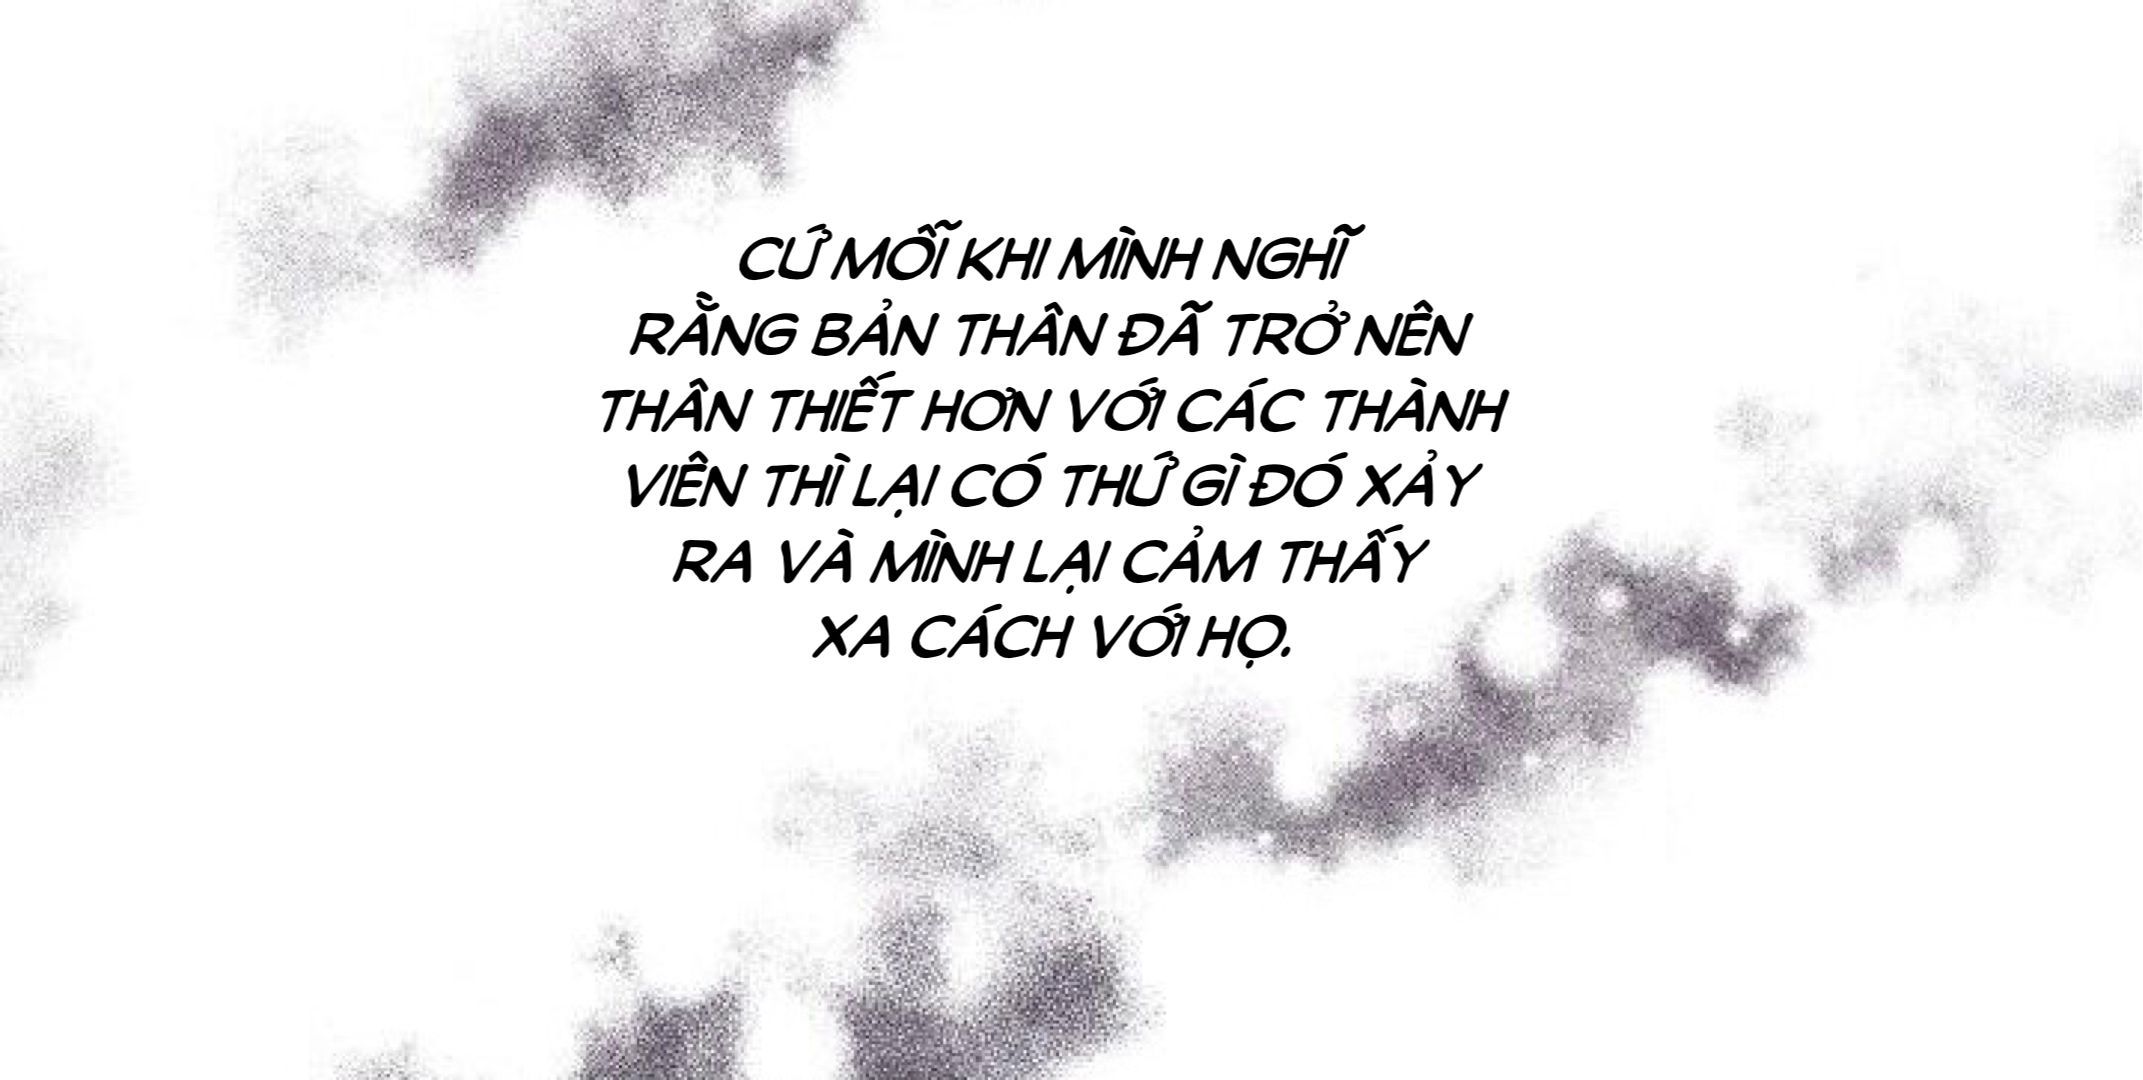 CỨ MỖI KHI MÌNH NGHĨ
RẰNG BẢN THÂN ĐÃ TRỞ NÊN
THÂN THIẾT HƠN VỚI CÁC THÀNH
VIÊN THÌ LẠI CÓ THỨ GÌ ĐÓ XẢY
RA VÀ MÌNH LẠI CẢM THẤY
XA CÁCH VỚI HỌ.